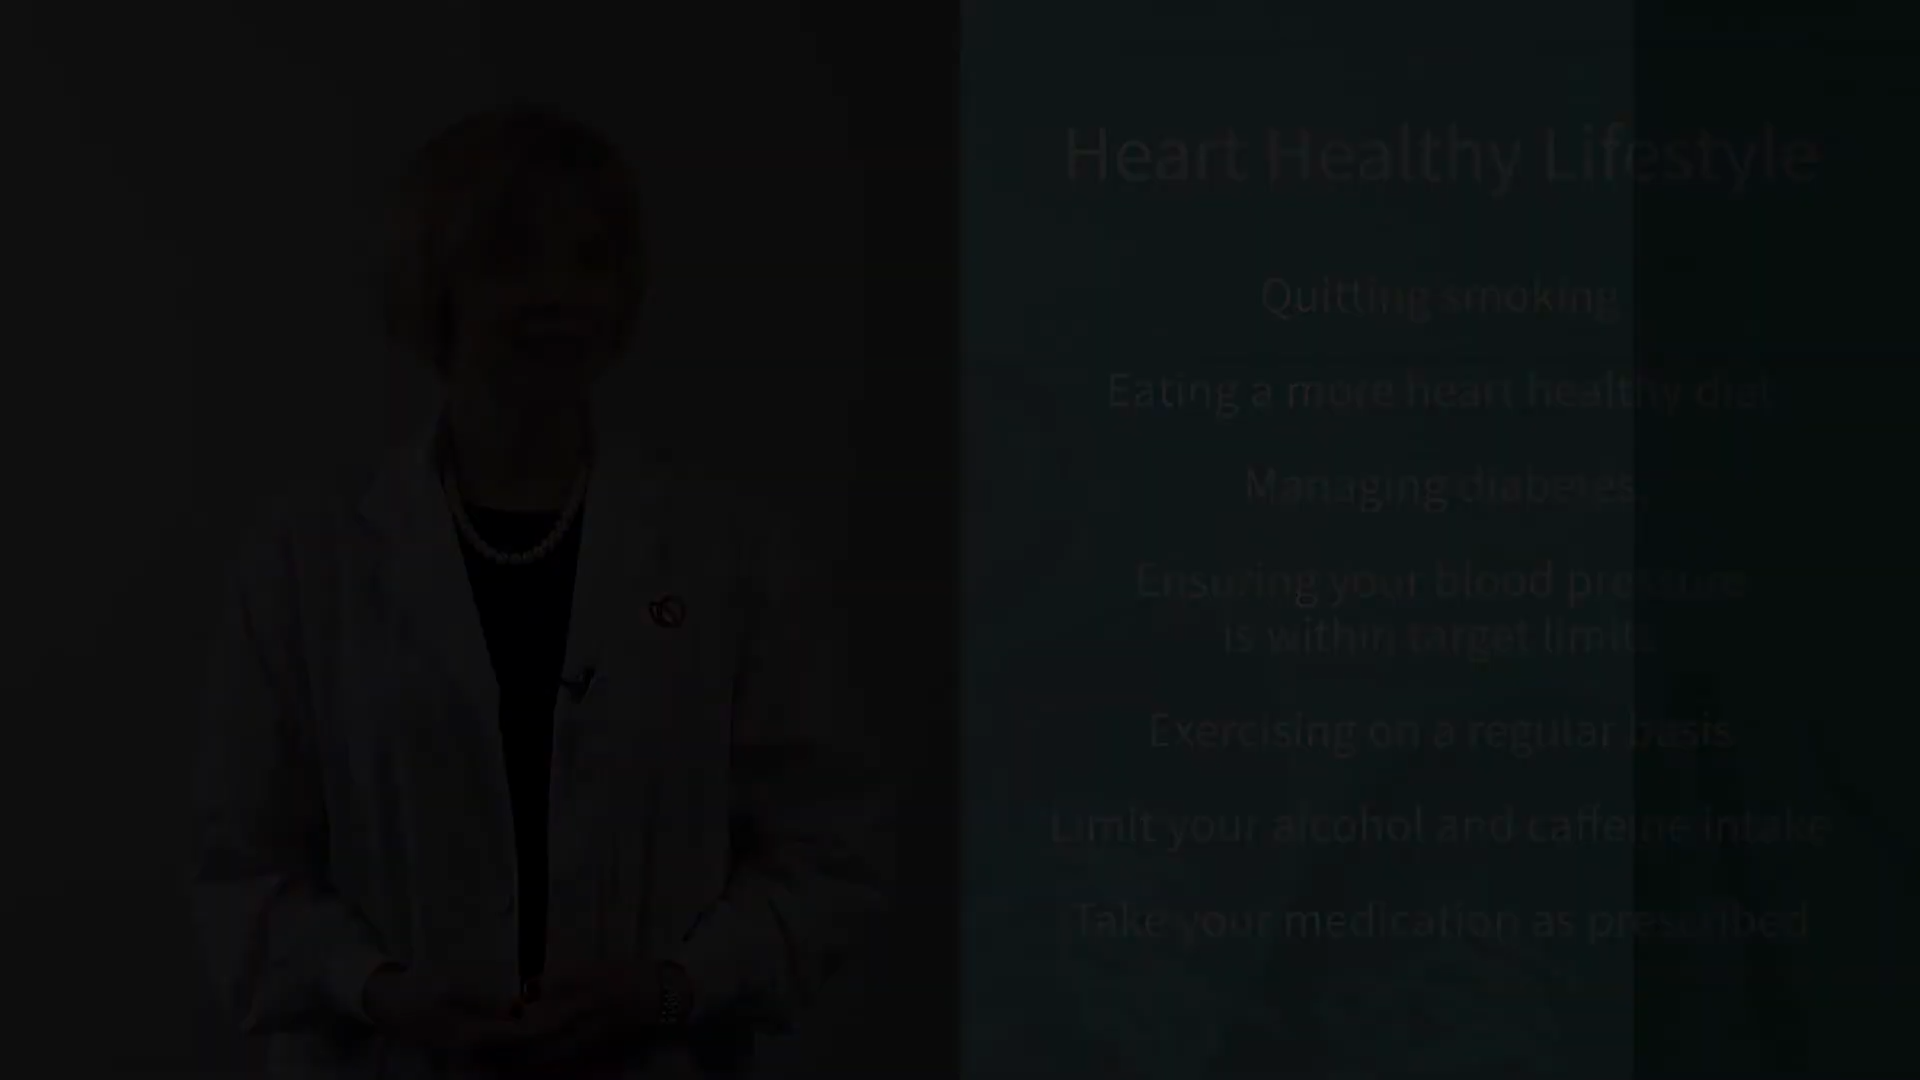 Heart Healthy Lifestyle
Quitting smoking
Eating a more heart healthy diet
Managing diabetes
Ensuring your blood pressure
is within target limits
Exercising on a regular basis
Limit your alcohol and caffeine intake
Take your medication as prescribed